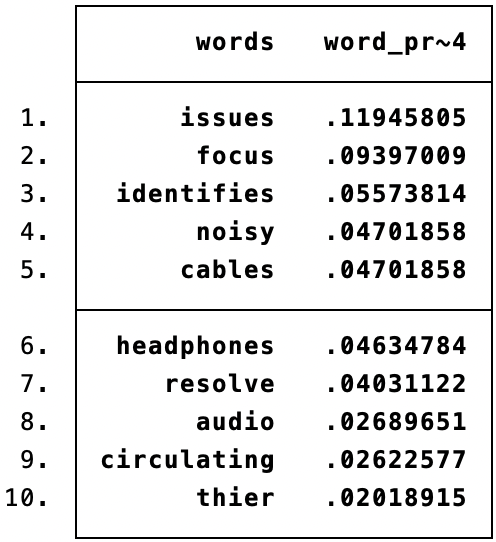 words word_pr~4
1. issues .11945805
2. focus .09397009
3. identifies .05573814
4. noisy .04701858
5. cables .04701858
6. headphones .04634784
7. resolve .04031122
8. audio .02689651
9. circulating .02622577
10. thier .02018915